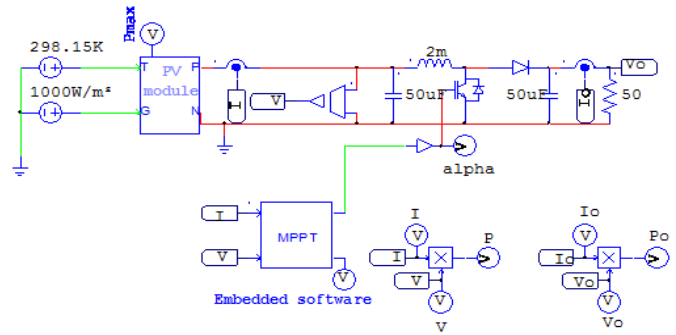 Pmax
V
298.15K
1000W/m²
T
P
G
N
PV
module
I
V
50uF
2m
50uF
Io
Vo
50
V
alpha
I
V
MPPT
V
Embedded software
I
V
I
V
P
V
V
Io
V
Io
Vo
Po
V
Vo